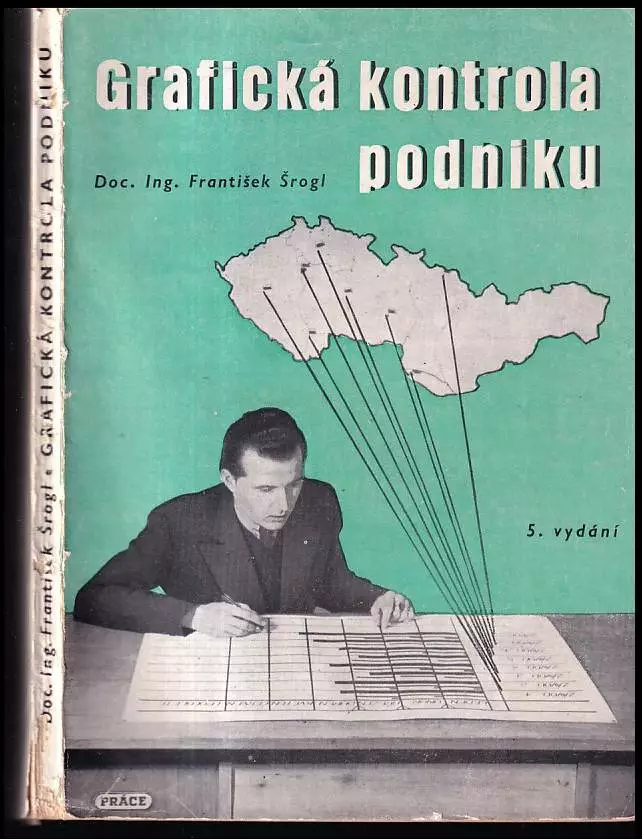 Grafická kontrola
podniku
Doc. Ing. František Šrogl
5. vydání
PRÁCE
Doc. Ing. František Šrogl • GRAFICKÁ KONTROLA PODNIKU